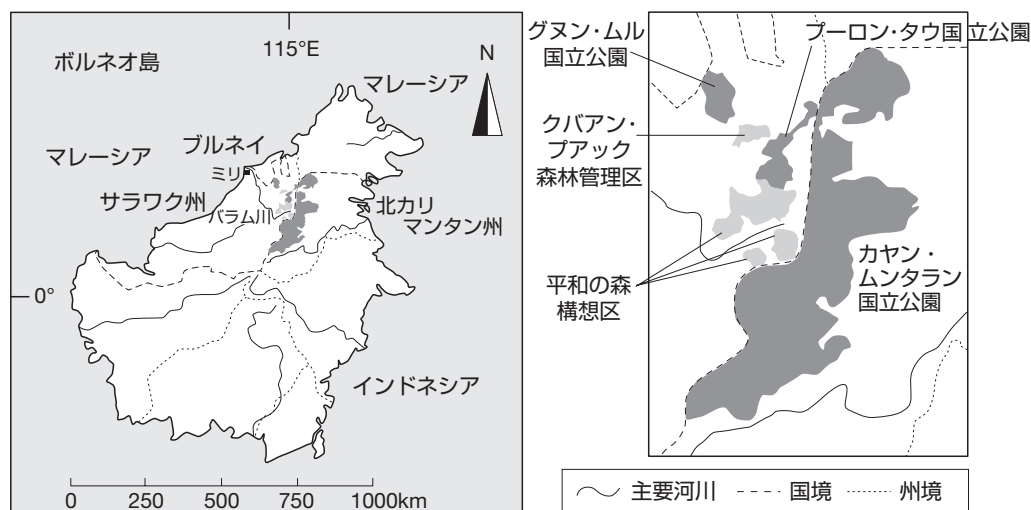 115°E
ボルネオ島
N
マレーシア
ブルネイ
マレーシア
ミリ
サラワク州
バラム川
北カリ
マンタン州
0°
インドネシア
0 250 500 750 1000km
グヌン・ムル
国立公園
プーロン・タウ国立公園
クバアン・
プアック
森林管理区
平和の森
構想区
カヤン・
ムンタラン
国立公園
主要河川 国境 州境